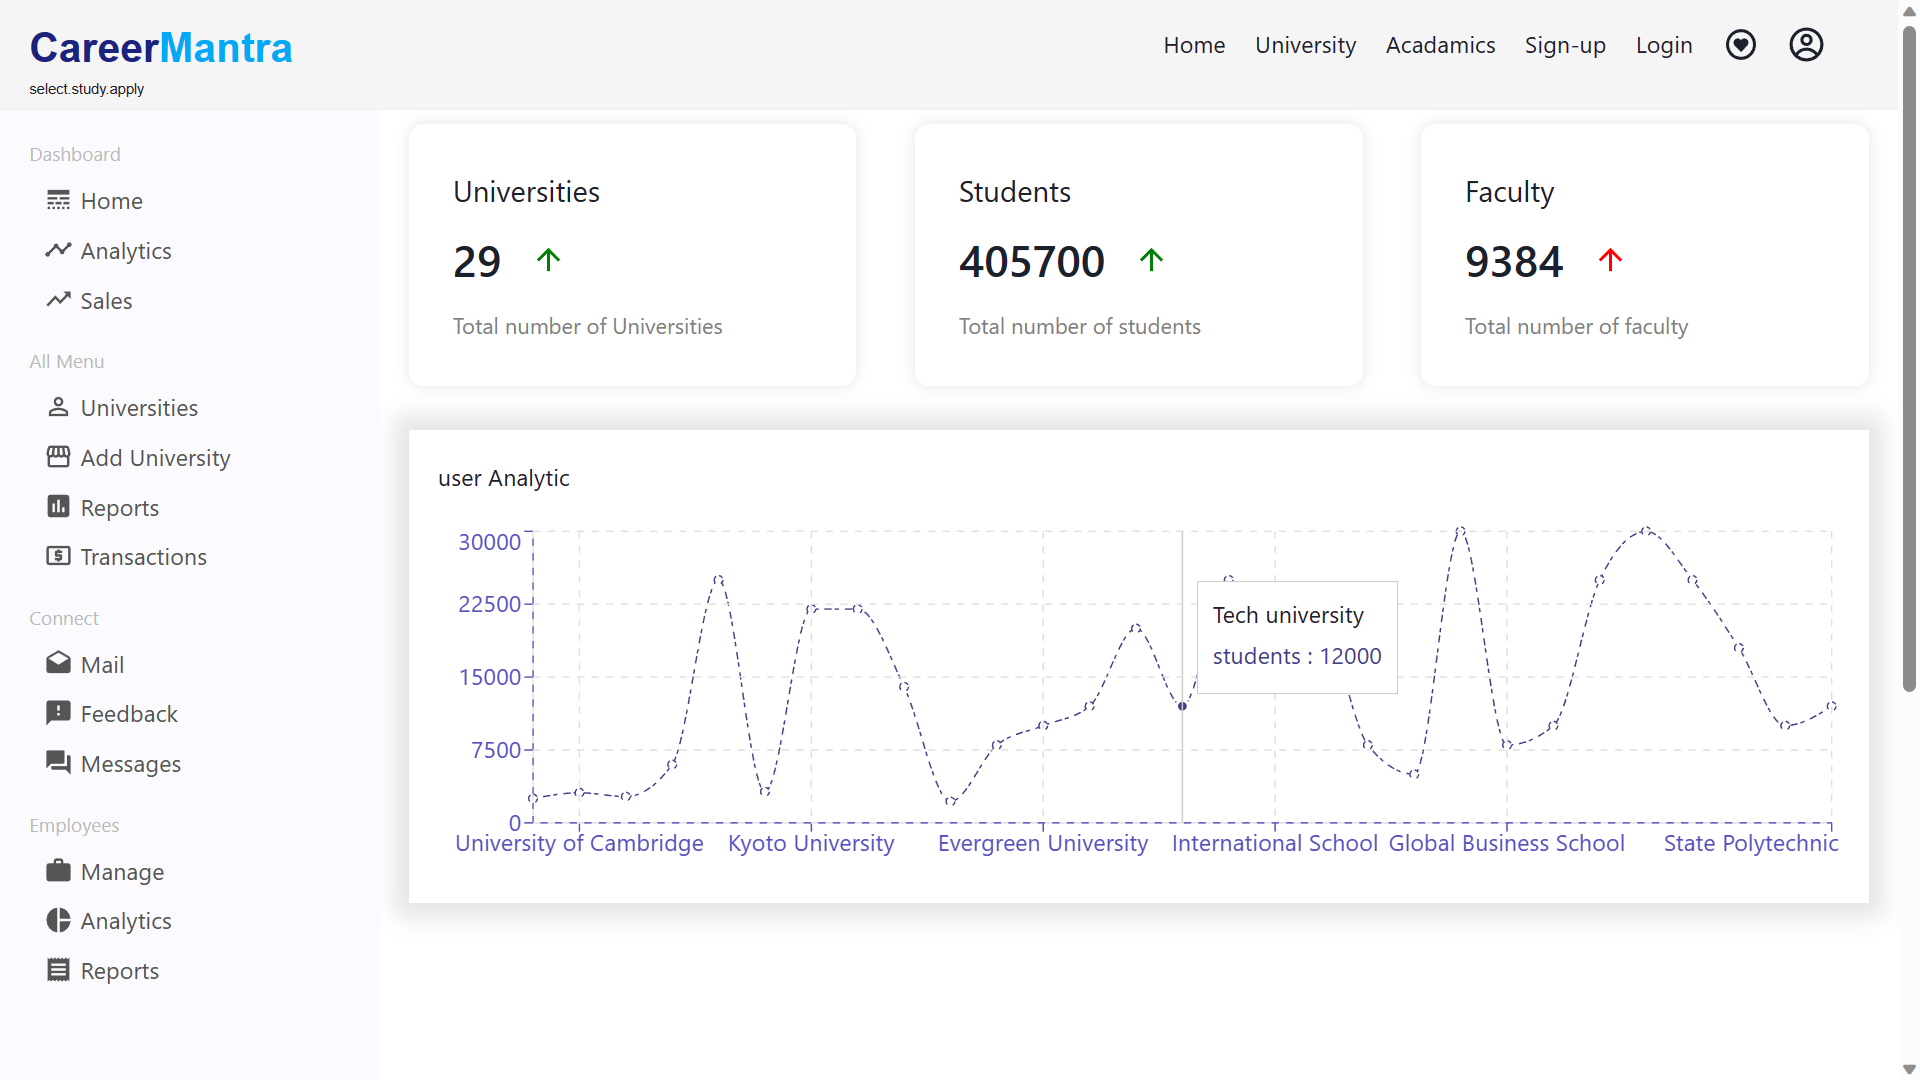 CareerMantra
select.study.apply
Home University Acadamics Sign-up Login
Dashboard
Home
Analytics
Sales
All Menu
Universities
Add University
Reports
Transactions
Connect
Mail
Feedback
Messages
Employees
Manage
Analytics
Reports
Universities
29
Total number of Universities
Students
405700
Total number of students
Faculty
9384
Total number of faculty
user Analytic
30000
22500
15000
7500
0
Tech university
students : 12000
University of Cambridge Kyoto University Evergreen University International School Global Business School State Polytechnic